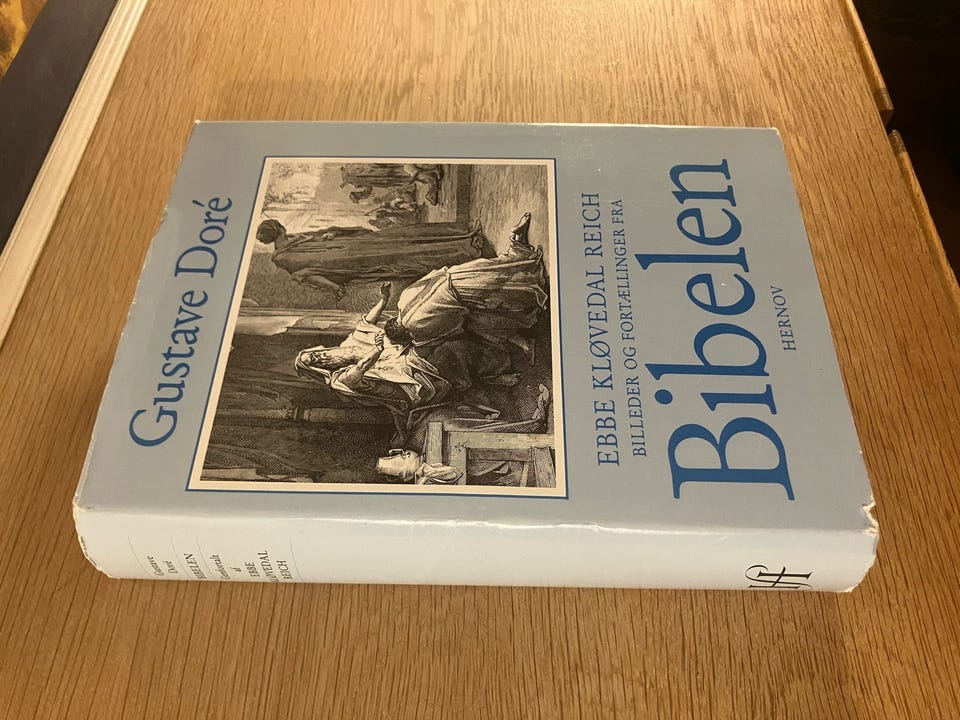 Gustave Doré
EBBE KLØVEDAL REICH
BILLEDER OG FORTÆLLINGER FRA
Bibelen
HERNOV
Gustave
Doré
BIBELEN
Genfortalt
af
EBBE
KLØVEDAL
REICH